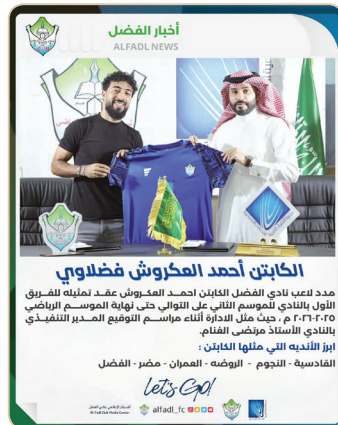 أخبار الفضل
ALFADL NEWS
الكابتن أحمد العكروش فضلاوي
مدد لاعب نادي الفضل الكابتن احمد العكروش عقد تمثيله للفريق
الأول بالنادي للموسم الثاني على التوالي حتى نهاية الموسم الرياضي
٢٠٢٥-٢٠٢٦ م , حيث مثل الادارة أثناء مراسم التوقيع المدير التنفيذي
بالنادي الأستاذ مرتضى الغنام.
ابرز الأنديه التي مثلها الكابتن :
القادسية - النجوم - الروضه - العمران - مضر - الفضل
Let's GO!
alfadl_fc